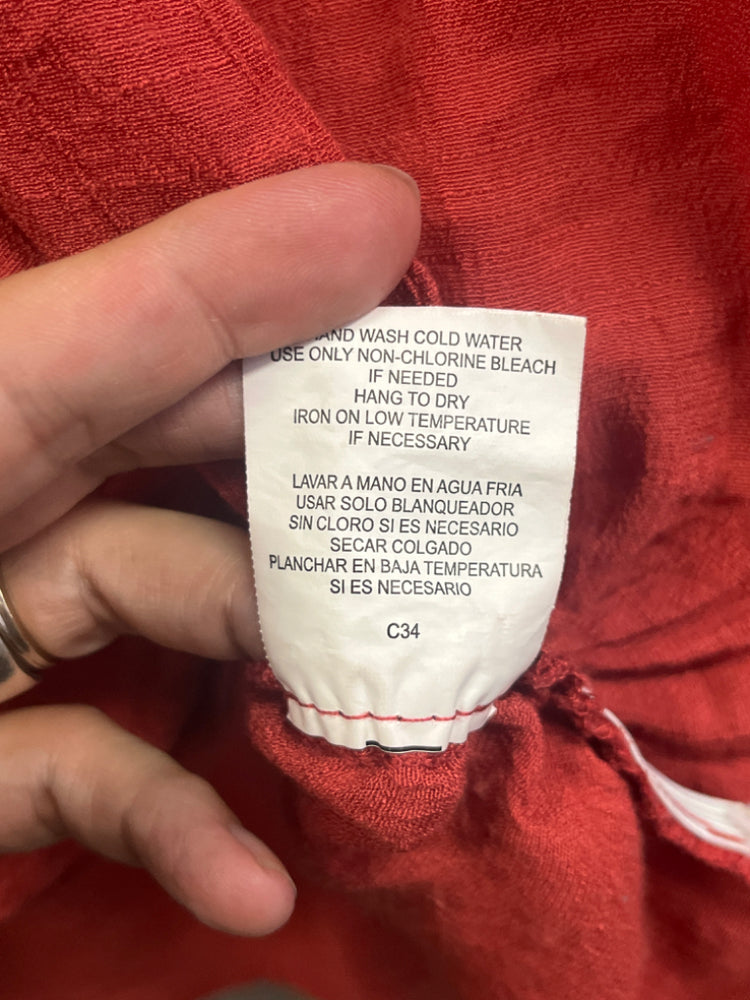 HAND WASH COLD WATER
USE ONLY NON-CHLORINE BLEACH
IF NEEDED
HANG TO DRY
IRON ON LOW TEMPERATURE
IF NECESSARY
LAVAR A MANO EN AGUA FRIA
USAR SOLO BLANQUEADOR
SIN CLORO SI ES NECESARIO
SECAR COLGADO
PLANCHAR EN BAJA TEMPERATURA
SI ES NECESARIO
C34